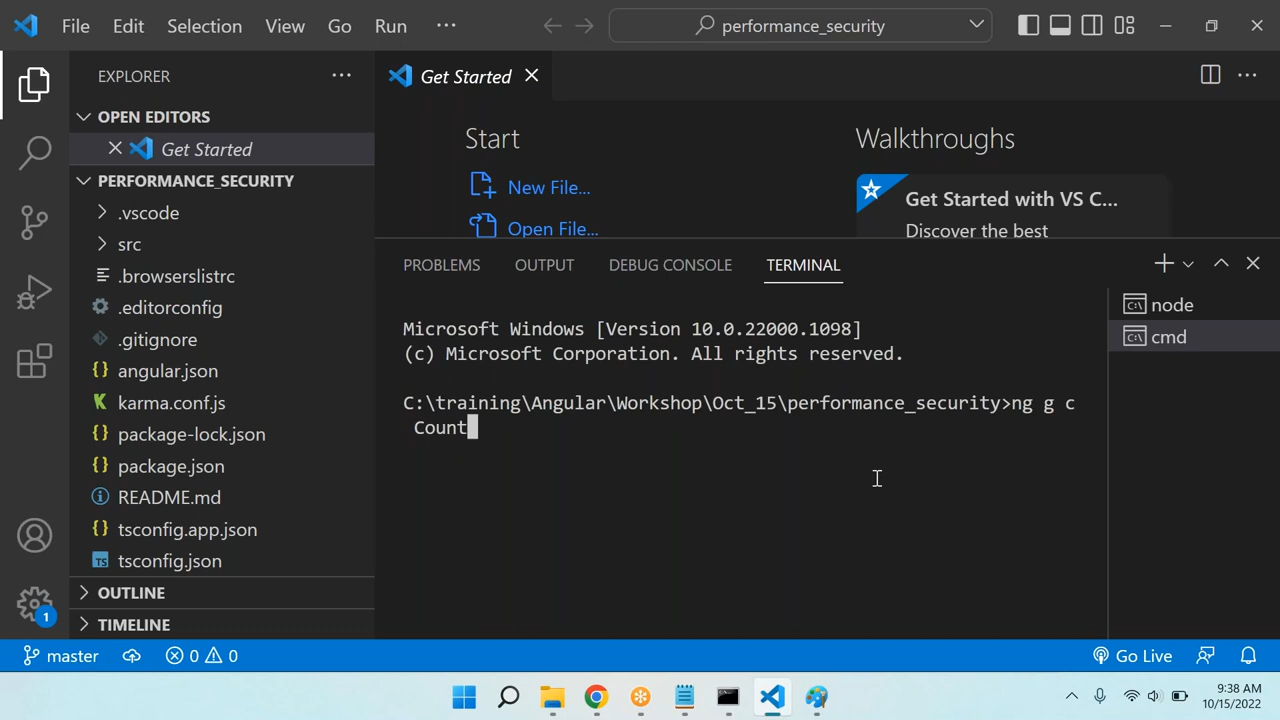 File Edit Selection View Go Run ···
performance_security
EXPLORER
Get Started
OPEN EDITORS
Get Started
PERFORMANCE_SECURITY
.vscode
src
.browserslistrc
.editorconfig
.gitignore
angular.json
karma.conf.js
package-lock.json
package.json
README.md
tsconfig.app.json
TS tsconfig.json
OUTLINE
TIMELINE
Start
New File...
Open File...
Walkthroughs
Get Started with VS C...
Discover the best
PROBLEMS OUTPUT DEBUG CONSOLE TERMINAL
Microsoft Windows [Version 10.0.22000.1098]
(c) Microsoft Corporation. All rights reserved.
C:\training\Angular\Workshop\Oct_15\performance_security>ng g c
Count
node
cmd
1
master 0 0 Go Live
9:38 AM
10/15/2022